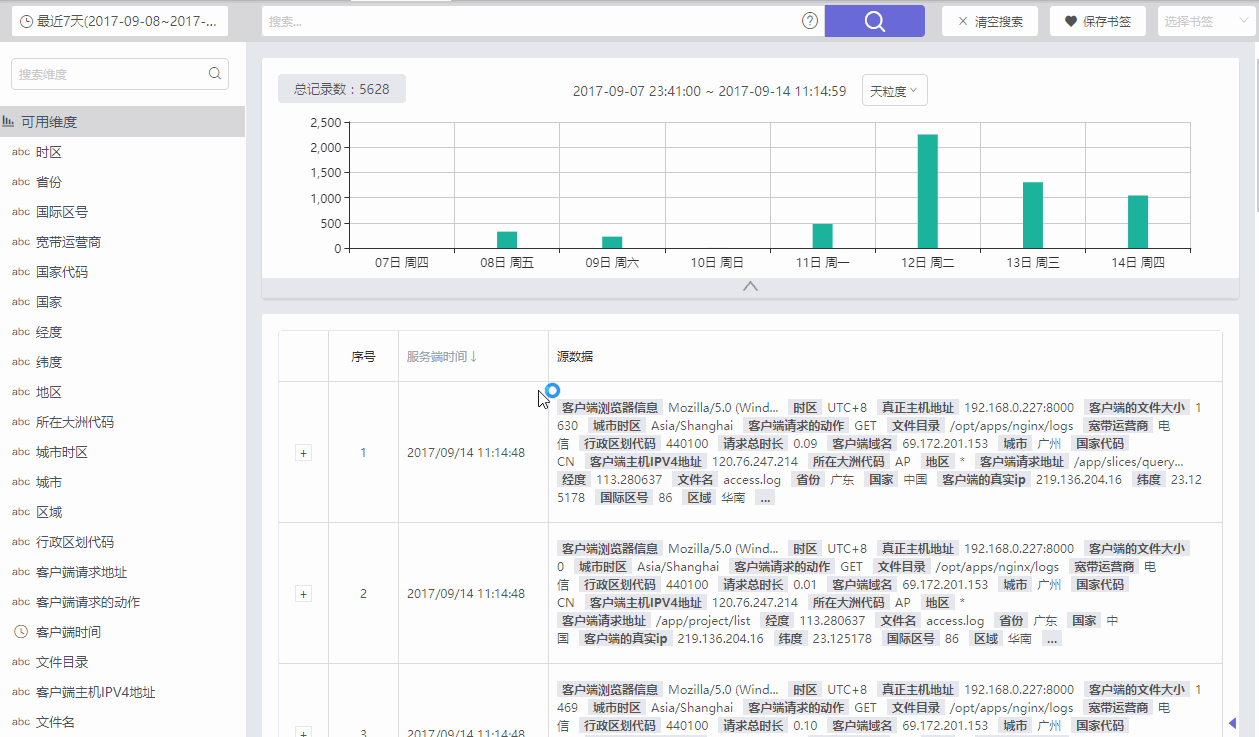 最近7天(2017-09-08~2017-...
搜索...
清空搜索
保存书签
选择书签
搜索维度
可用维度
abc 时区
abc 省份
abc 国际区号
abc 宽带运营商
abc 国家代码
abc 国家
abc 经度
abc 纬度
abc 地区
abc 所在大洲代码
abc 城市时区
abc 城市
abc 区域
abc 行政区划代码
abc 客户端请求地址
abc 客户端请求的动作
客户端时间
abc 文件目录
abc 客户端主机IPV4地址
abc 文件名
总记录数：5628
2017-09-07 23:41:00 ~ 2017-09-14 11:14:59
天粒度
2,500
2,000
1,500
1,000
500
0
07日 周四 08日 周五 09日 周六 10日 周日 11日 周一 12日 周二 13日 周三 14日 周四
序号 服务端时间↓ 源数据
+ 1 2017/09/14 11:14:48
客户端浏览器信息 Mozilla/5.0 (Wind... 时区 UTC+8 真正主机地址 192.168.0.227:8000 客户端的文件大小 1
630 城市时区 Asia/Shanghai 客户端请求的动作 GET 文件目录 /opt/apps/nginx/logs 宽带运营商 电
信 行政区划代码 440100 请求总时长 0.09 客户端域名 69.172.201.153 城市 广州 国家代码
CN 客户端主机IPV4地址 120.76.247.214 所在大洲代码 AP 地区 * 客户端请求地址 /app/slices/query...
经度 113.280637 文件名 access.log 省份 广东 国家 中国 客户端的真实ip 219.136.204.16 纬度 23.12
5178 国际区号 86 区域 华南 ...
+ 2 2017/09/14 11:14:48
客户端浏览器信息 Mozilla/5.0 (Wind... 时区 UTC+8 真正主机地址 192.168.0.227:8000 客户端的文件大小
0 城市时区 Asia/Shanghai 客户端请求的动作 GET 文件目录 /opt/apps/nginx/logs 宽带运营商 电
信 行政区划代码 440100 请求总时长 0.01 客户端域名 69.172.201.153 城市 广州 国家代码
CN 客户端主机IPV4地址 120.76.247.214 所在大洲代码 AP 地区 *
客户端请求地址 /app/project/list 经度 113.280637 文件名 access.log 省份 广东 国家 中
国 客户端的真实ip 219.136.204.16 纬度 23.125178 国际区号 86 区域 华南 ...
+ 3 2017/09/14 11:14:48
客户端浏览器信息 Mozilla/5.0 (Wind... 时区 UTC+8 真正主机地址 192.168.0.227:8000 客户端的文件大小 1
469 城市时区 Asia/Shanghai 客户端请求的动作 GET 文件目录 /opt/apps/nginx/logs 宽带运营商 电
信 行政区划代码 440100 请求总时长 0.10 客户端域名 69.172.201.153 城市 广州 国家代码